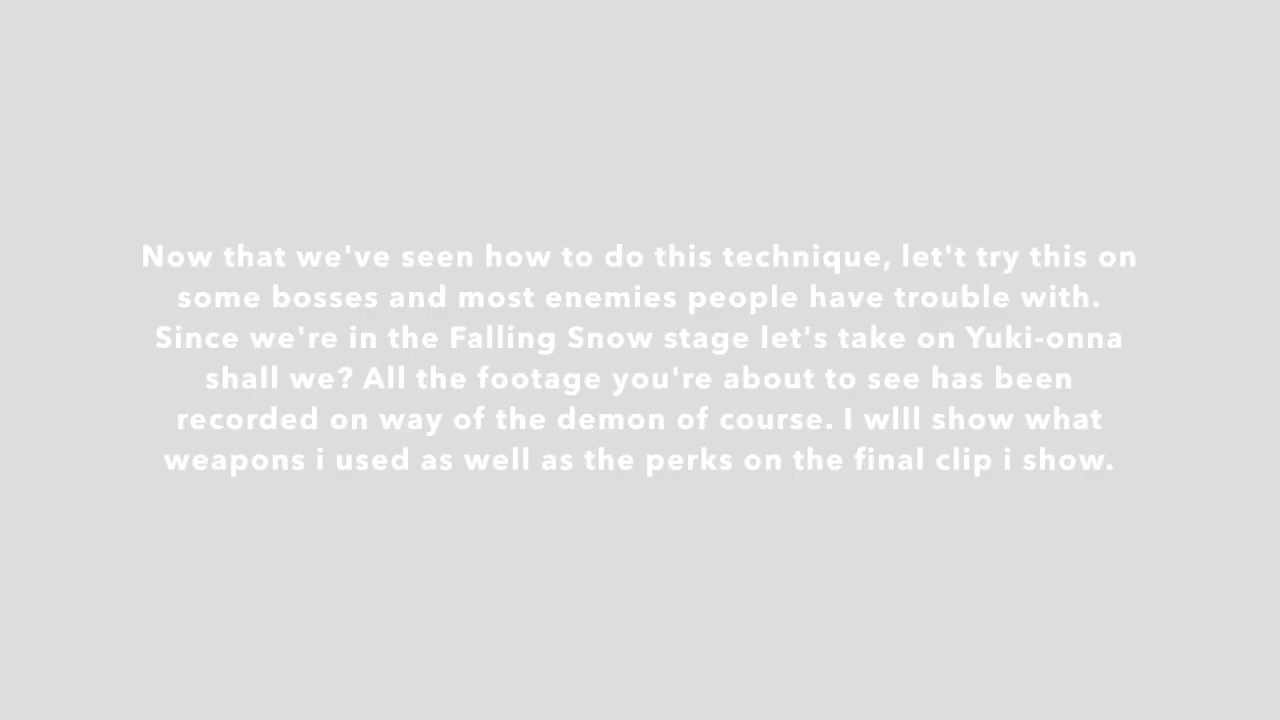 Now that we've seen how to do this technique, let's try this on
some bosses and most enemies people have trouble with.
Since we're in the Falling Snow stage let's take on Yuki-onna
shall we? All the footage you're about to see has been
recorded on way of the demon of course. I wlll show what
weapons i used as well as the perks on the final clip i show.